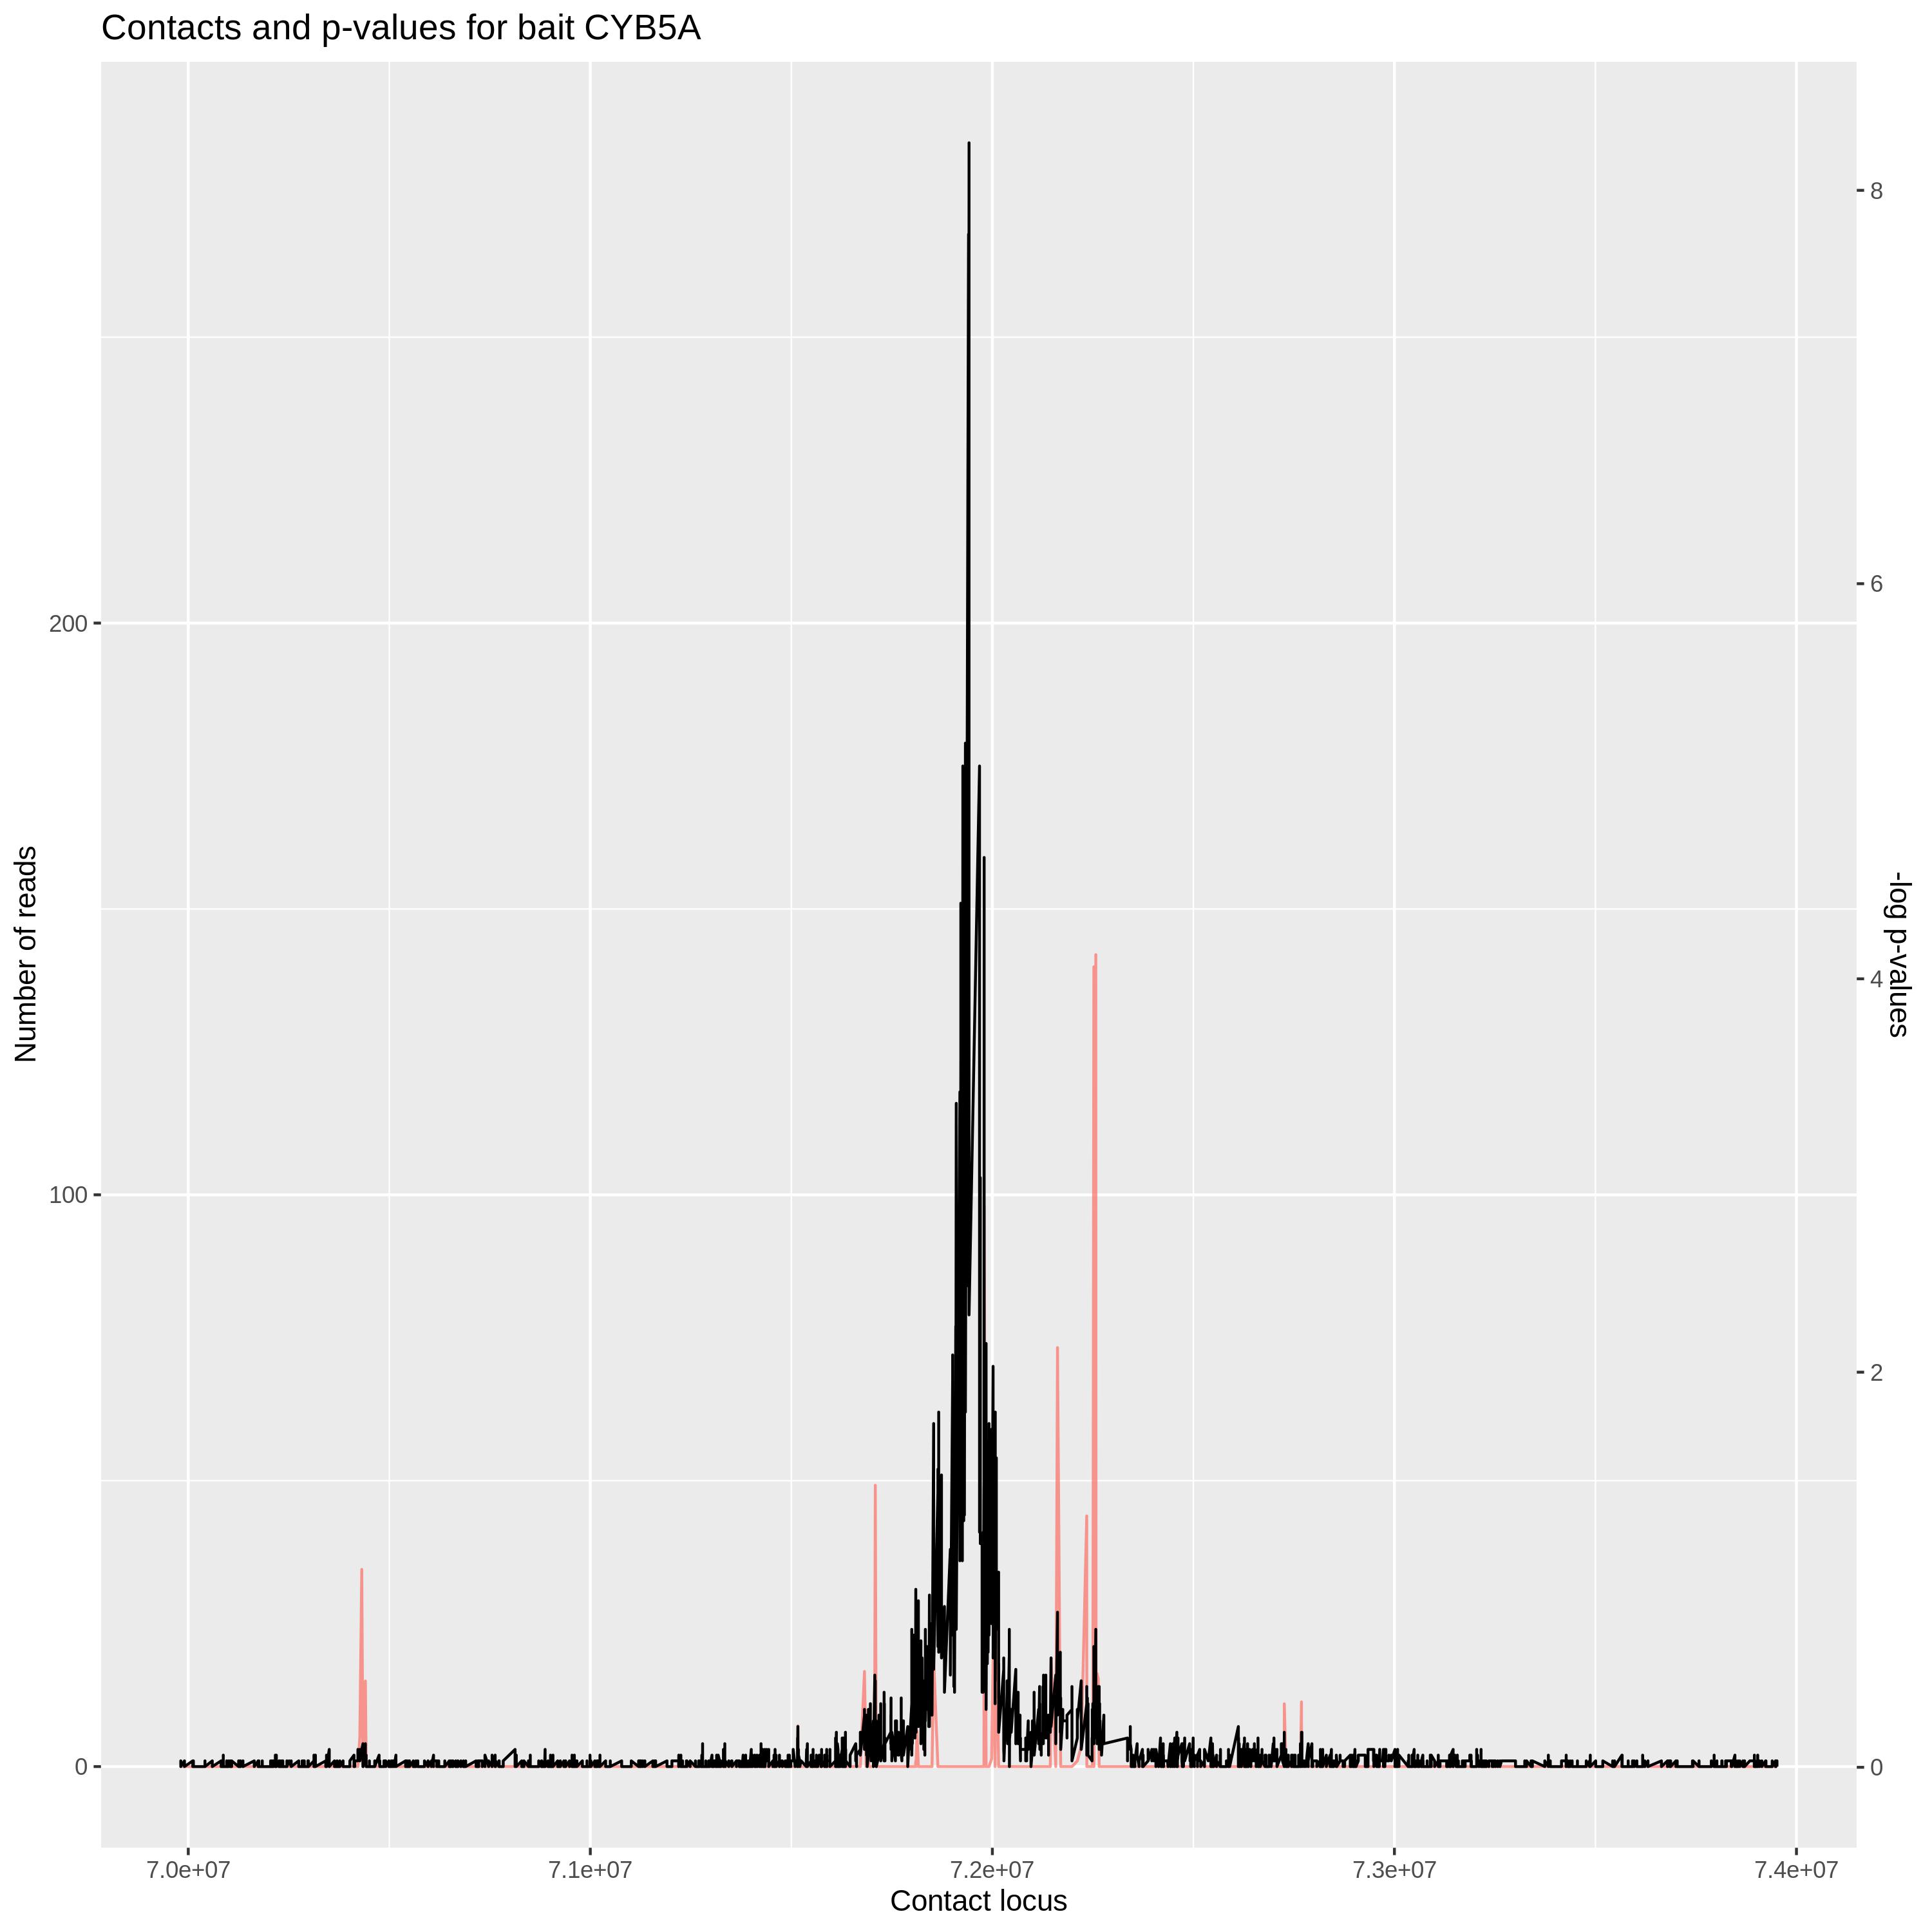 Contacts and p-values for bait CYB5A
Number of reads
200
100
0
8
6
4
2
0
-log p-values
7.0e+07 7.1e+07 7.2e+07 7.3e+07 7.4e+07
Contact locus